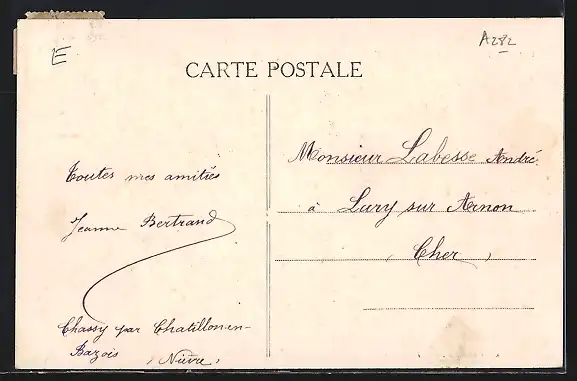 E
A282
CARTE POSTALE
Toutes mes amitiés
Jeanne Bertrand
Chassy par Chatillon-en-
Bazois (Nièvre)
Monsieur Labesse André
à Lury sur Arnon
(Cher)